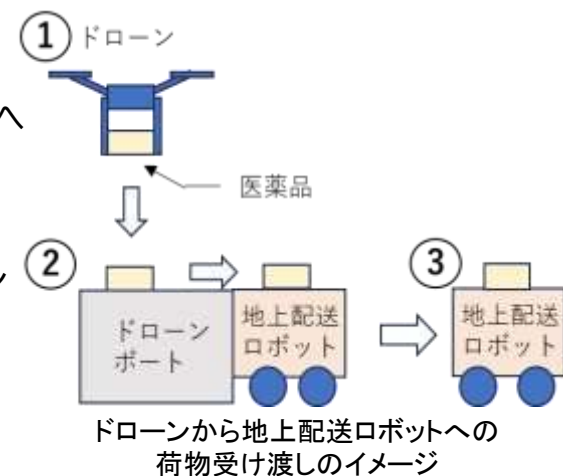 ① ドローン
へ
医薬品
②
ドローン
ポート
地上配送
ロボット
③
地上配送
ロボット
ドローンから地上配送ロボットへの
荷物受け渡しのイメージ